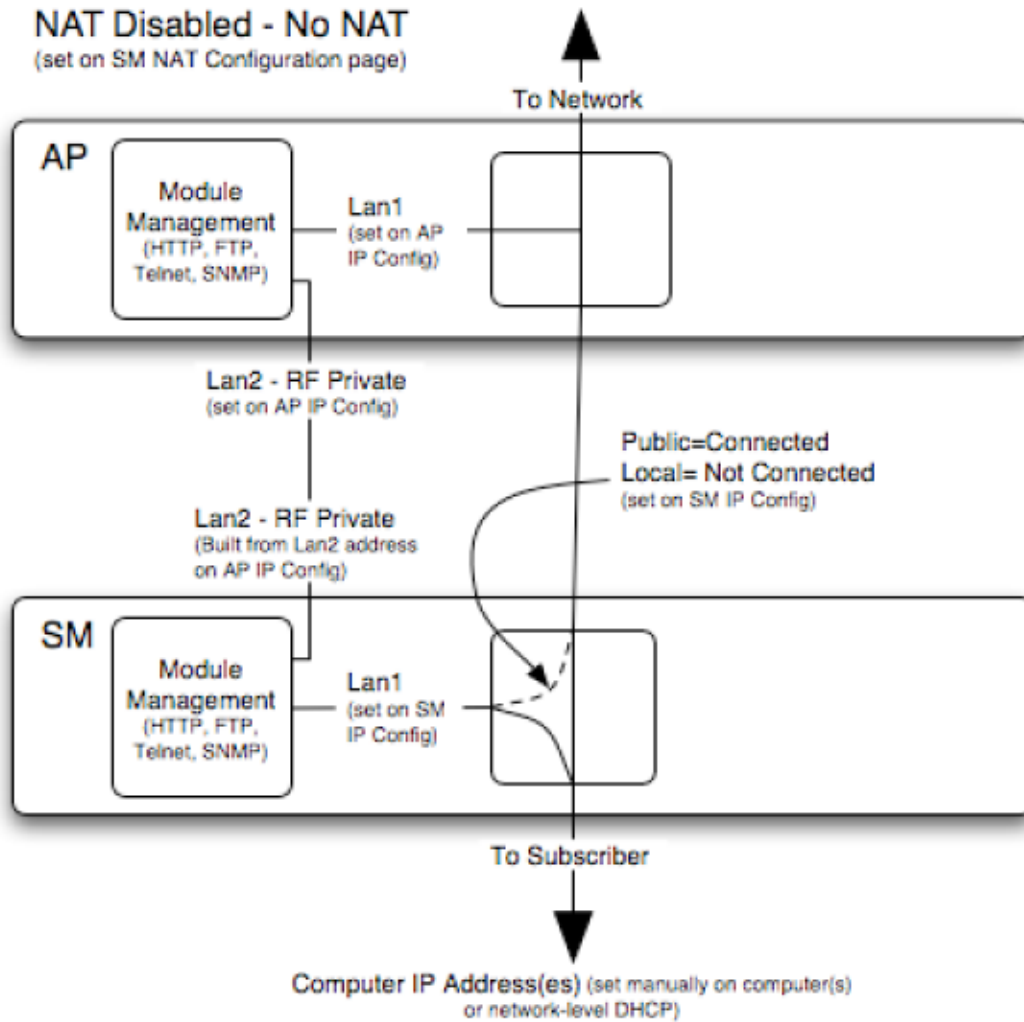 NAT Disabled - No NAT
(set on SM NAT Configuration page)
To Network
AP
Module
Management
(HTTP, FTP,
Telnet, SNMP)
Lan1
(set on AP
IP Config)
Lan2 - RF Private
(set on AP IP Config)
Public=Connected
Local= Not Connected
(set on SM IP Config)
Lan2 - RF Private
(Built from Lan2 address
on AP IP Config)
SM
Module
Management
(HTTP, FTP,
Telnet, SNMP)
Lan1
(set on SM
IP Config)
To Subscriber
Computer IP Address(es) (set manually on computer(s)
or network-level DHCP)